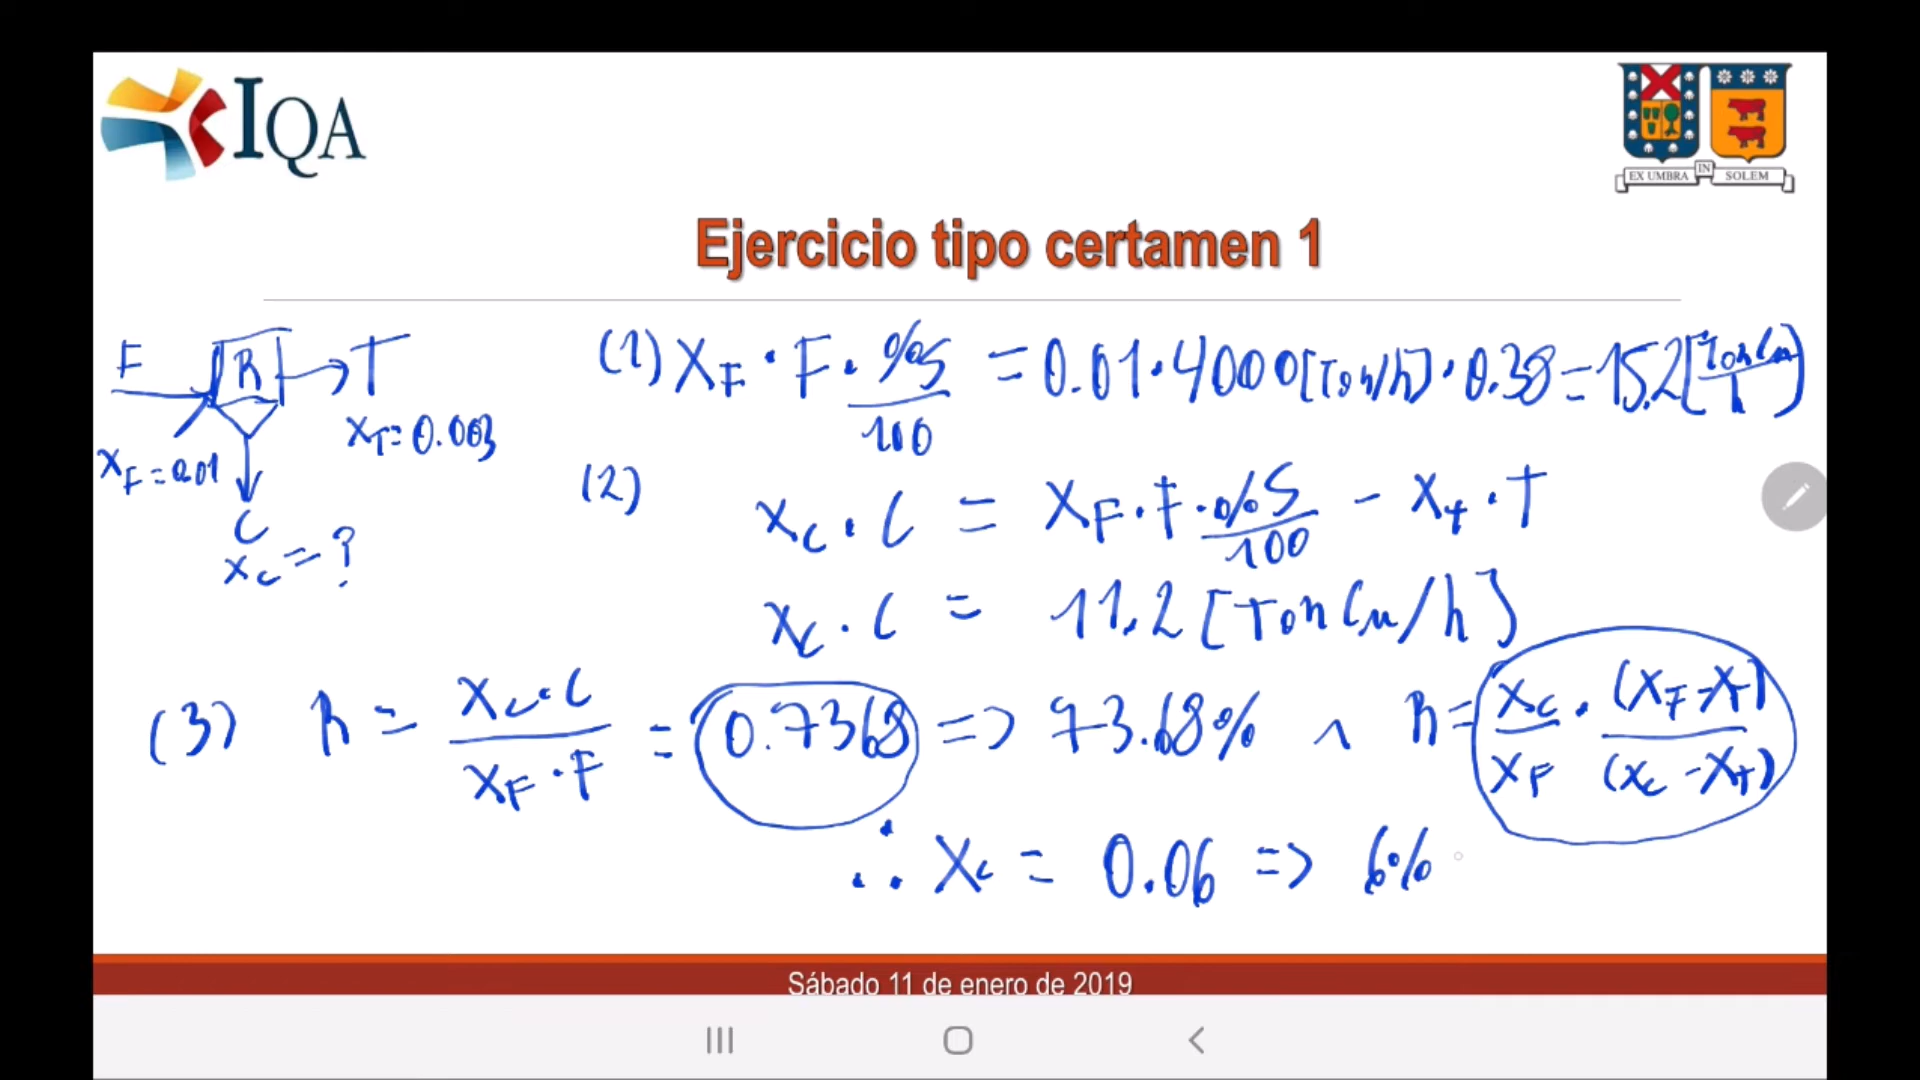 IQA
EX UMBRA IN SOLEM
Ejercicio tipo certamen 1
F R T
x_T = 0.003
x_F = 0.01
C
x_c = ?
(1) x_F · F · %S/100 = 0.01 · 4000 [Ton/h] · 0.38 = 15.2 [Ton Cu/h]
(2) x_c · C = x_F · F · %S/100 - x_t · T
x_c · C = 11.2 [Ton Cu/h]
(3) R = x_c · C / x_F · F = 0.7368 => 73.68% ∧ R = x_c/x_F · (x_F - x_T)/(x_c - x_T)
∴ x_c = 0.06 => 6%
Sábado 11 de enero de 2019